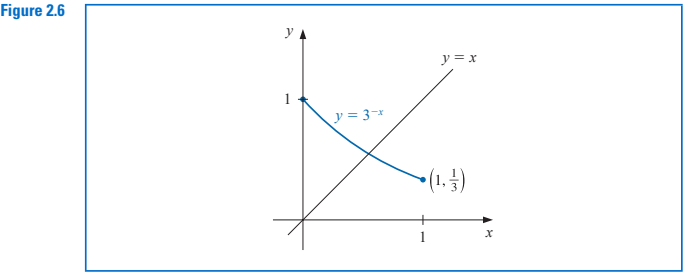 Figure 2.6
y
y = x
1
y = 3⁻ˣ
(1, 1/3)
1
x